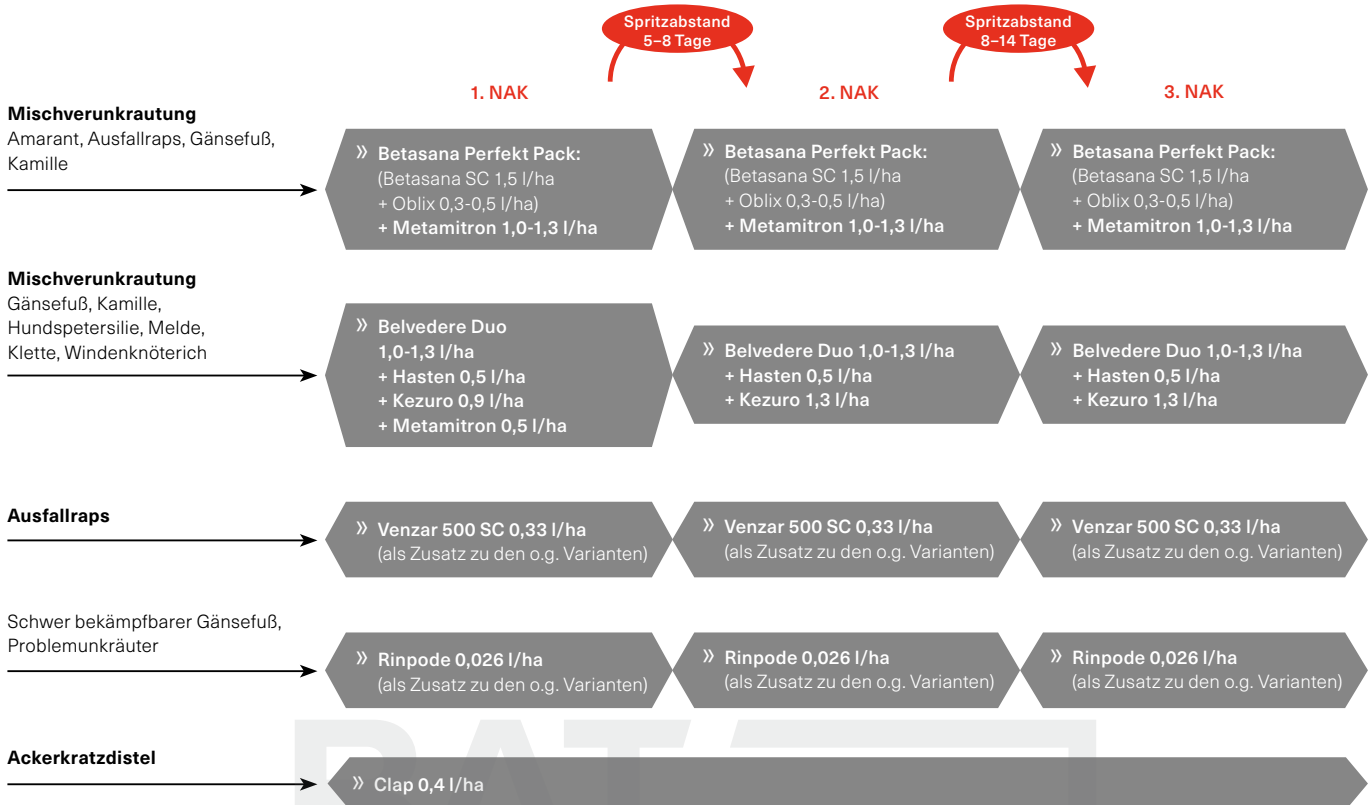 Spritzabstand
5–8 Tage
Spritzabstand
8–14 Tage
1. NAK
2. NAK
3. NAK
Mischverunkrautung
Amarant, Ausfallraps, Gänsefuß,
Kamille
» Betasana Perfekt Pack:
(Betasana SC 1,5 l/ha
+ Oblix 0,3-0,5 l/ha)
+ Metamitron 1,0-1,3 l/ha
» Betasana Perfekt Pack:
(Betasana SC 1,5 l/ha
+ Oblix 0,3-0,5 l/ha)
+ Metamitron 1,0-1,3 l/ha
» Betasana Perfekt Pack:
(Betasana SC 1,5 l/ha
+ Oblix 0,3-0,5 l/ha)
+ Metamitron 1,0-1,3 l/ha
Mischverunkrautung
Gänsefuß, Kamille,
Hundspetersilie, Melde,
Klette, Windenknöterich
» Belvedere Duo
1,0-1,3 l/ha
+ Hasten 0,5 l/ha
+ Kezuro 0,9 l/ha
+ Metamitron 0,5 l/ha
» Belvedere Duo 1,0-1,3 l/ha
+ Hasten 0,5 l/ha
+ Kezuro 1,3 l/ha
» Belvedere Duo 1,0-1,3 l/ha
+ Hasten 0,5 l/ha
+ Kezuro 1,3 l/ha
Ausfallraps
» Venzar 500 SC 0,33 l/ha
(als Zusatz zu den o.g. Varianten)
» Venzar 500 SC 0,33 l/ha
(als Zusatz zu den o.g. Varianten)
» Venzar 500 SC 0,33 l/ha
(als Zusatz zu den o.g. Varianten)
Schwer bekämpfbarer Gänsefuß,
Problemunkräuter
» Rinpode 0,026 l/ha
(als Zusatz zu den o.g. Varianten)
» Rinpode 0,026 l/ha
(als Zusatz zu den o.g. Varianten)
» Rinpode 0,026 l/ha
(als Zusatz zu den o.g. Varianten)
Ackerkratzdistel
» Clap 0,4 l/ha